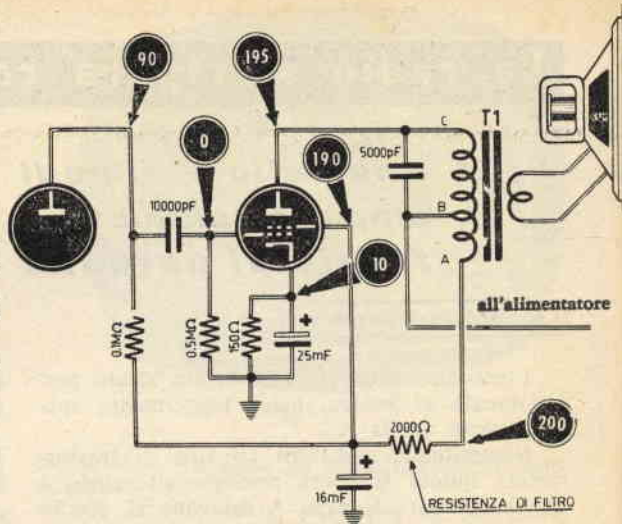 90
195
C
T1
5000pF
0
190
10000PF
B
10
A
all'alimentatore
0.1MΩ
0.5MΩ
150Ω
+
25mF
2000Ω
200
+
16mF
RESISTENZA DI FILTRO